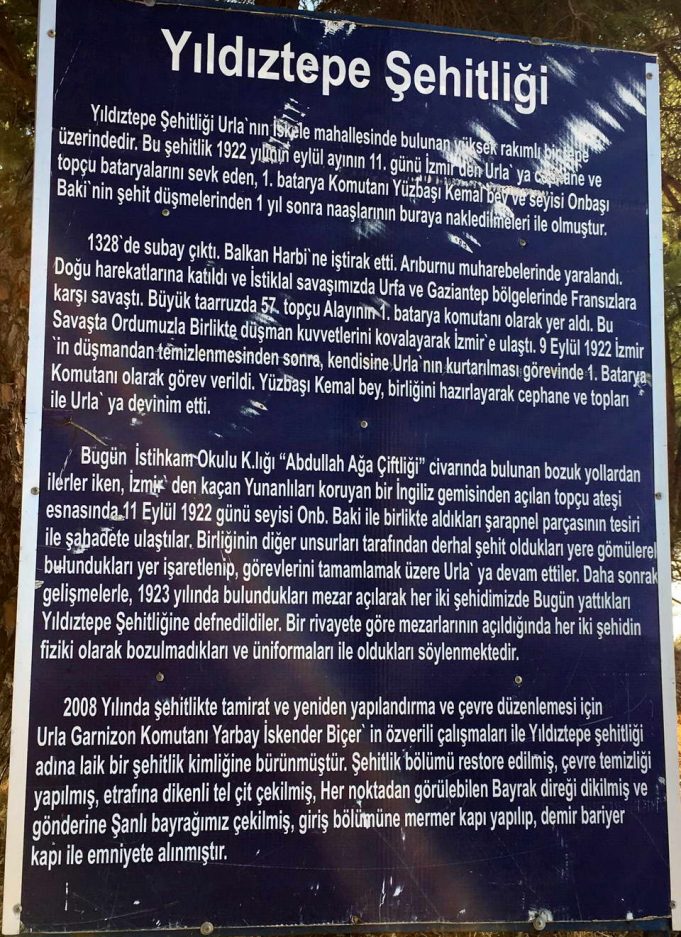 Yıldıztepe Şehitliği
Yıldıztepe Şehitliği Urla`nın İskele mahallesinde bulunan yüksek rakımlı bir tepe
üzerindedir. Bu şehitlik 1922 yılının eylül ayının 11. günü İzmir`den Urla` ya cephane ve
topçu bataryalarını sevk eden, 1. batarya Komutanı Yüzbaşı Kemal bey ve seyisi Onbaşı
Baki`nin şehit düşmelerinden 1 yıl sonra naaşlarının buraya nakledilmeleri ile olmuştur.
1328`de subay çıktı. Balkan Harbi`ne iştirak etti. Arıburnu muharebelerinde yaralandı.
Doğu harekatlarına katıldı ve İstiklal savaşımızda Urfa ve Gaziantep bölgelerinde Fransızlara
karşı savaştı. Büyük taarruzda 57. topçu Alayının 1. batarya komutanı olarak yer aldı. Bu
Savaşta Ordumuzla Birlikte düşman kuvvetlerini kovalayarak İzmir`e ulaştı. 9 Eylül 1922 İzmir
`in düşmandan temizlenmesinden sonra, kendisine Urla`nın kurtarılması görevinde 1. Batarya
Komutanı olarak görev verildi. Yüzbaşı Kemal bey, birliğini hazırlayarak cephane ve topları
ile Urla` ya devinim etti.
Bugün İstihkam Okulu K.lığı “Abdullah Ağa Çiftliği” civarında bulunan bozuk yollardan
ilerler iken, İzmir` den kaçan Yunanlıları koruyan bir İngiliz gemisinden açılan topçu ateşi
esnasında 11 Eylül 1922 günü seyisi Onb. Baki ile birlikte aldıkları şarapnel parçasının tesiri
ile şahadete ulaştılar. Birliğinin diğer unsurları tarafından derhal şehit oldukları yere gömülerek
bulundukları yer işaretlenip, görevlerini tamamlamak üzere Urla` ya devam ettiler. Daha sonrak
gelişmelerle, 1923 yılında bulundukları mezar açılarak her iki şehidimizde Bugün yattıkları
Yıldıztepe Şehitliğine defnedildiler. Bir rivayete göre mezarlarının açıldığında her iki şehidin
fiziki olarak bozulmadıkları ve üniformaları ile oldukları söylenmektedir.
2008 Yılında şehitlikte tamirat ve yeniden yapılandırma ve çevre düzenlemesi için
Urla Garnizon Komutanı Yarbay İskender Biçer` in özverili çalışmaları ile Yıldıztepe şehitliği
adına laik bir şehitlik kimliğine bürünmüştür. Şehitlik bölümü restore edilmiş, çevre temizliği
yapılmış, etrafına dikenli tel çit çekilmiş, Her noktadan görülebilen Bayrak direği dikilmiş ve
gönderine Şanlı bayrağımız çekilmiş, giriş bölümüne mermer kapı yapılıp, demir bariyer
kapı ile emniyete alınmıştır.